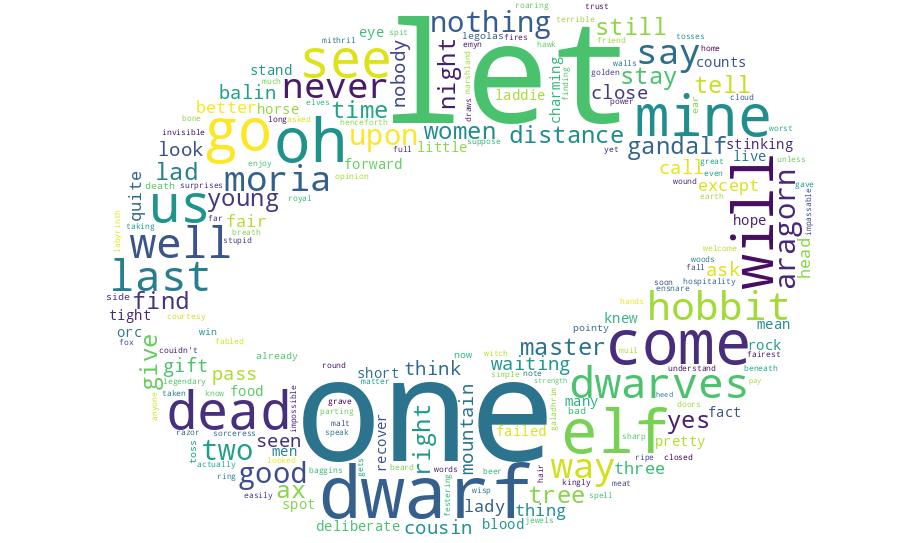 roaring
trust
nothing
terrible
tosses
let
legolas
fires
friend
still
eye
spit
mithril
emyn
hawk
walls
home
see
say
counts
nobody
night
marshland
charming
finding
stay
cloud
much
stand
never
laddie
golden
close
tell
elves
draws
power
balin
time
mine
ear
better
horse
long
asked
henceforth
go
oh
upon
women
distance
worst
bone
full
suppose
yet
gandalf
stinking
invisible
look
little
live
unless
enjoy
forward
call
great
even
lad
moria
opinion
wound
except
gave
death
surprises
royal
earth
quite
us
young
will
aragorn
impassable
taking
far
fair
hope
labyrinth
well
breath
stupid
welcome
head
woods
last
fall
ask
soon
hospitality
ensnare
side
find
hands
hobbit
tight
courtesy
knew
mean
orc
win
pointy
fox
couldn't
fabled
come
rock
give
master
already
round
now
witch
waiting
muil
fairest
gift
pass
short
think
simple
note
understand
beneath
legendary
matter
strength
dwarves
pay
taken
know
food
one
heed
anyone
dead
impossible
grave
parting
right
mountain
galadhrim
many
doors
yes
fact
razor
sorceress
malt
bad
elf
sharp
pretty
toss
two
seen
speak
recover
failed
men
actually
looked
gets
heard
words
beer
hair
ripe
closed
ring
good
baggins
festering
wisp
way
three
kingly
meat
easily
ax
dwarf
tree
spell
spot
lady
thing
jewels
deliberate
cousin
blood